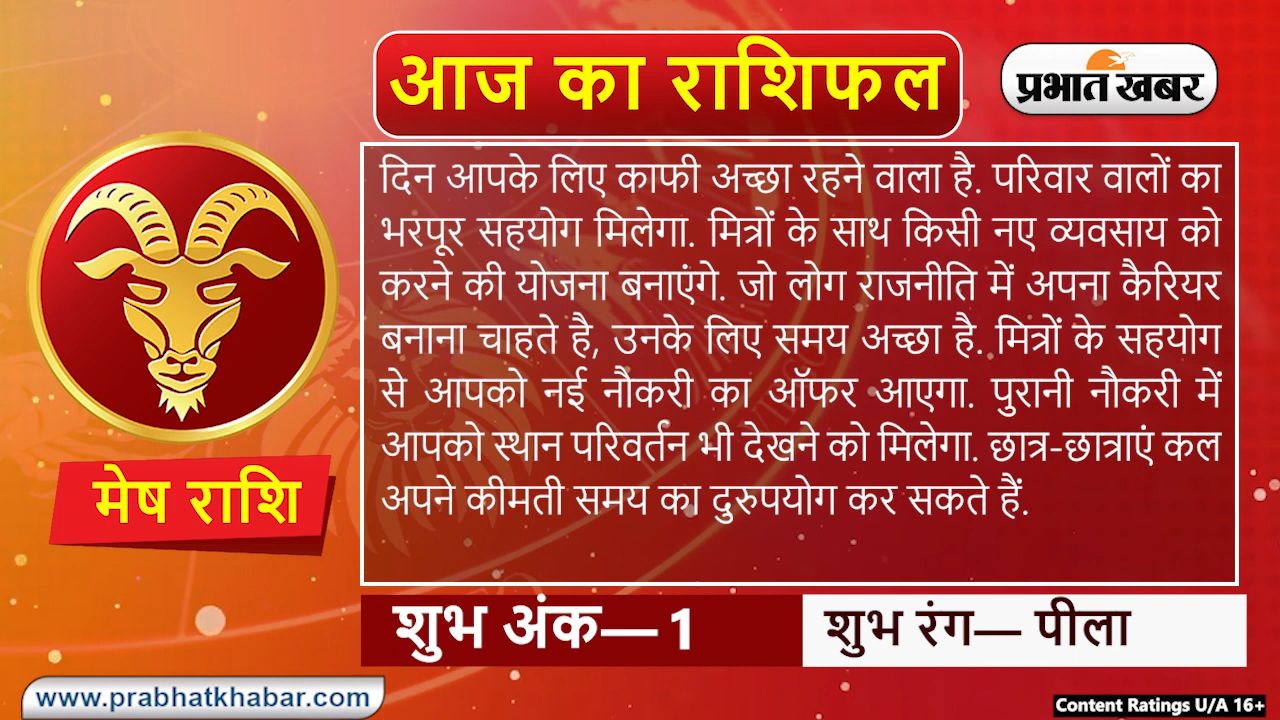 आज का राशिफल
प्रभात खबर
दिन आपके लिए काफी अच्छा रहने वाला है. परिवार वालों का
भरपूर सहयोग मिलेगा. मित्रों के साथ किसी नए व्यवसाय को
करने की योजना बनाएंगे. जो लोग राजनीति में अपना कैरियर
बनाना चाहते है, उनके लिए समय अच्छा है. मित्रों के सहयोग
से आपको नई नौकरी का ऑफर आएगा. पुरानी नौकरी में
आपको स्थान परिवर्तन भी देखने को मिलेगा. छात्र-छात्राएं कल
अपने कीमती समय का दुरुपयोग कर सकते हैं.
मेष राशि
शुभ अंक— 1
शुभ रंग— पीला
www.prabhatkhabar.com
Content Ratings U/A 16+